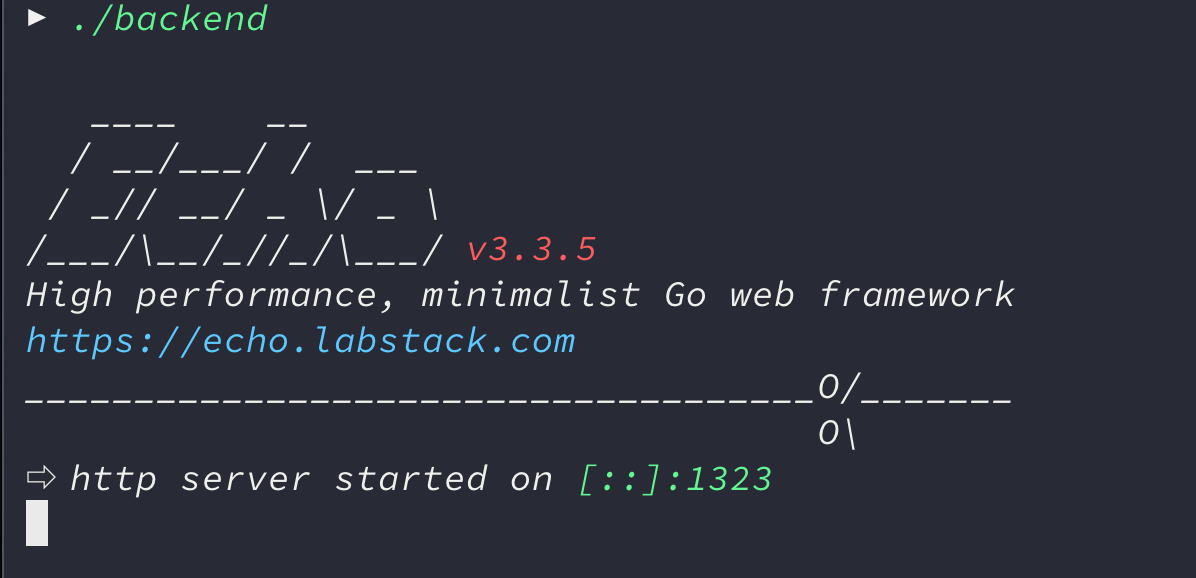 ► ./backend
   ____    __
  / __/___/ /  ___
 / _// __/ _ \/ _ \
/___/\__/_//_/\___/ v3.3.5
High performance, minimalist Go web framework
https://echo.labstack.com
____________________________________O/_______
                                    O\
⇨ http server started on [::]:1323